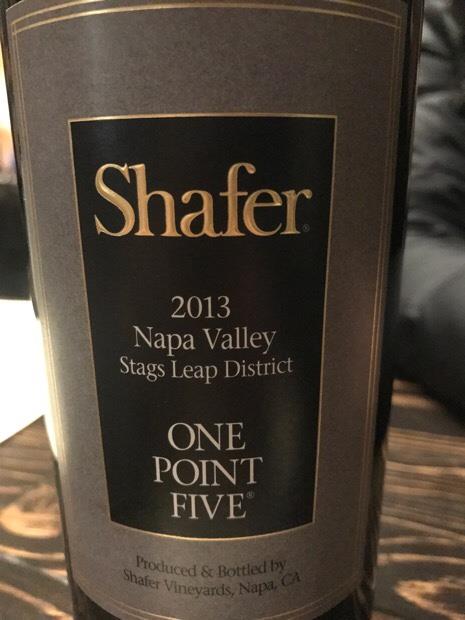 Shafer®
2013
Napa Valley
Stags Leap District
ONE
POINT
FIVE®
Produced & Bottled by
Shafer Vineyards, Napa, CA